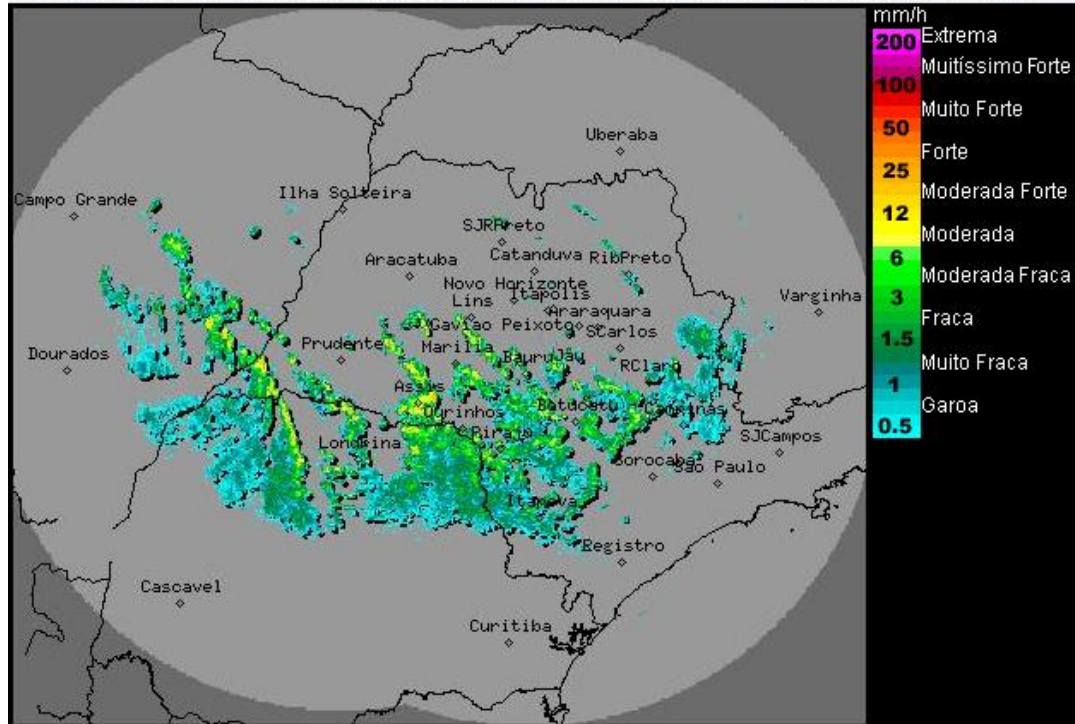 mm/h
200 Extrema
Muitíssimo Forte
100
Muito Forte
50
Forte
25
Moderada Forte
12
Moderada
6
Moderada Fraca
3
Fraca
1.5
Muito Fraca
1
Garoa
0.5
Uberaba
Campo Grande
Ilha Solteira
SJRPreto
Catanduva
Aracatuba
RibPreto
Novo Horizonte
Lins
Itapolis
Varginha
Araraquara
Gaviao Peixoto
SCarlos
Dourados
Prudente
Marilia
Bauru
Jau
RClaro
Assis
Ourinhos
Botucatu
Campinas
Londrina
Piraju
SJCampos
Sorocaba
Sao Paulo
Itapeva
Registro
Cascavel
Curitiba